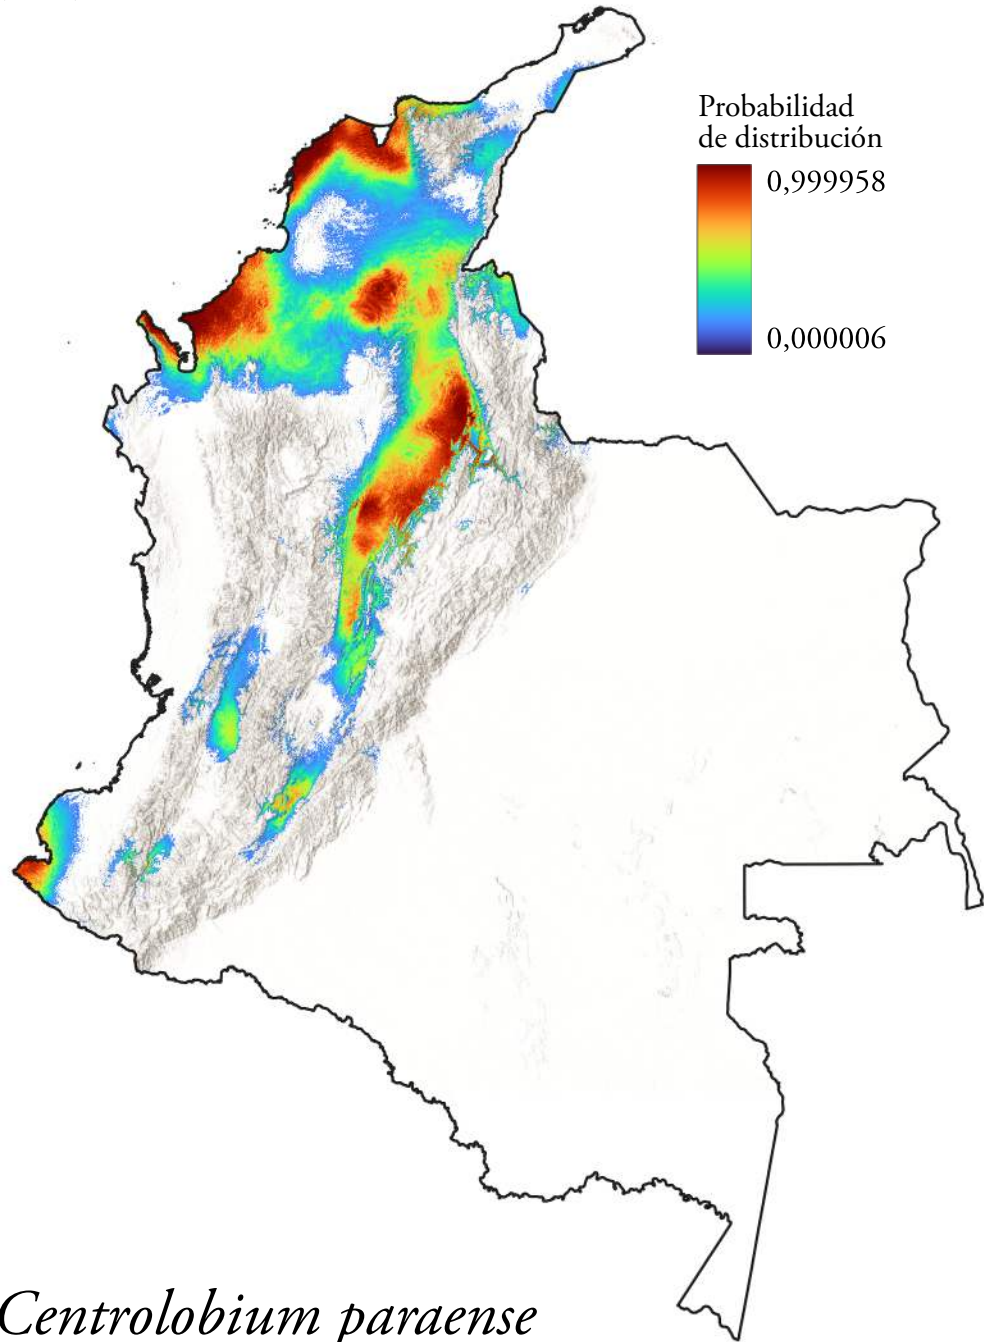 Probabilidad
de distribución
0,999958
0,000006
Centrolobium paraense